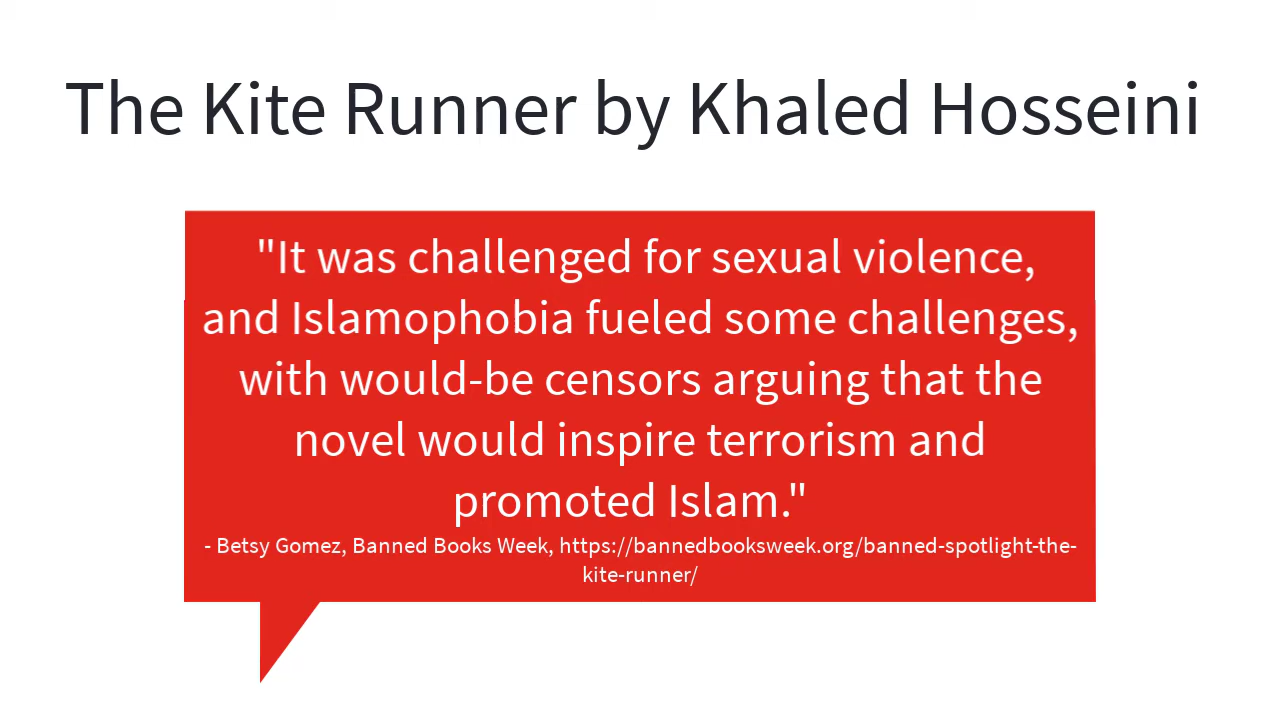 The Kite Runner by Khaled Hosseini
"It was challenged for sexual violence,
and Islamophobia fueled some challenges,
with would-be censors arguing that the
novel would inspire terrorism and
promoted Islam."
- Betsy Gomez, Banned Books Week, https://bannedbooksweek.org/banned-spotlight-the-
kite-runner/